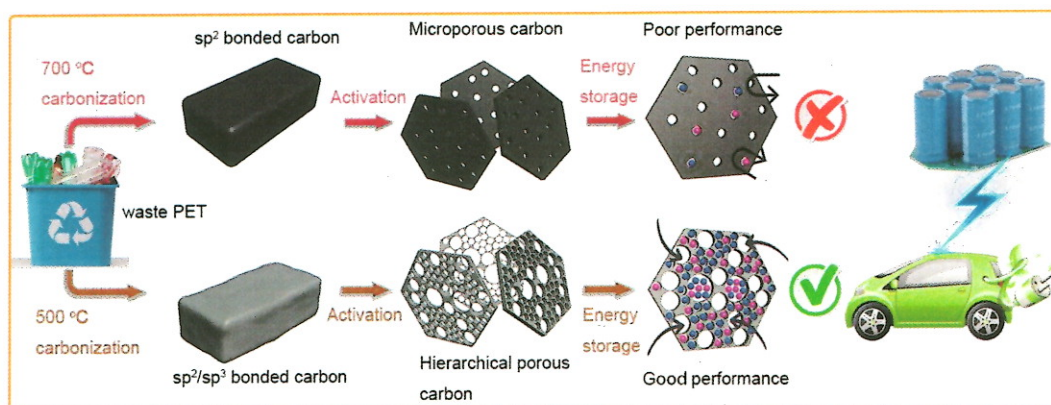 sp² bonded carbon
Microporous carbon
Poor performance
700 °C
carbonization
Activation
Energy
storage
waste PET
500 °C
carbonization
Activation
Energy
storage
sp²/sp³ bonded carbon
Hierarchical porous
carbon
Good performance